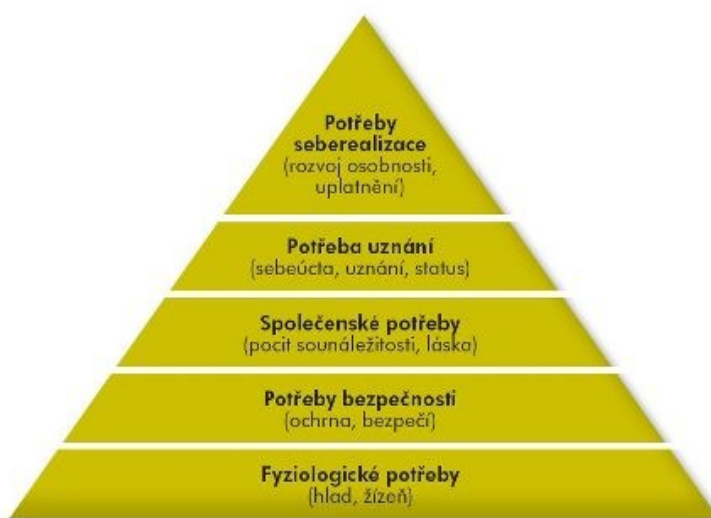 Potřeby
seberealizace
(rozvoj osobnosti,
uplatnění)
Potřeba uznání
(sebeúcta, uznání, status)
Společenské potřeby
(pocit sounáležitosti, láska)
Potřeby bezpečnosti
(ochrna, bezpečí)
Fyziologické potřeby
(hlad, žízeň)